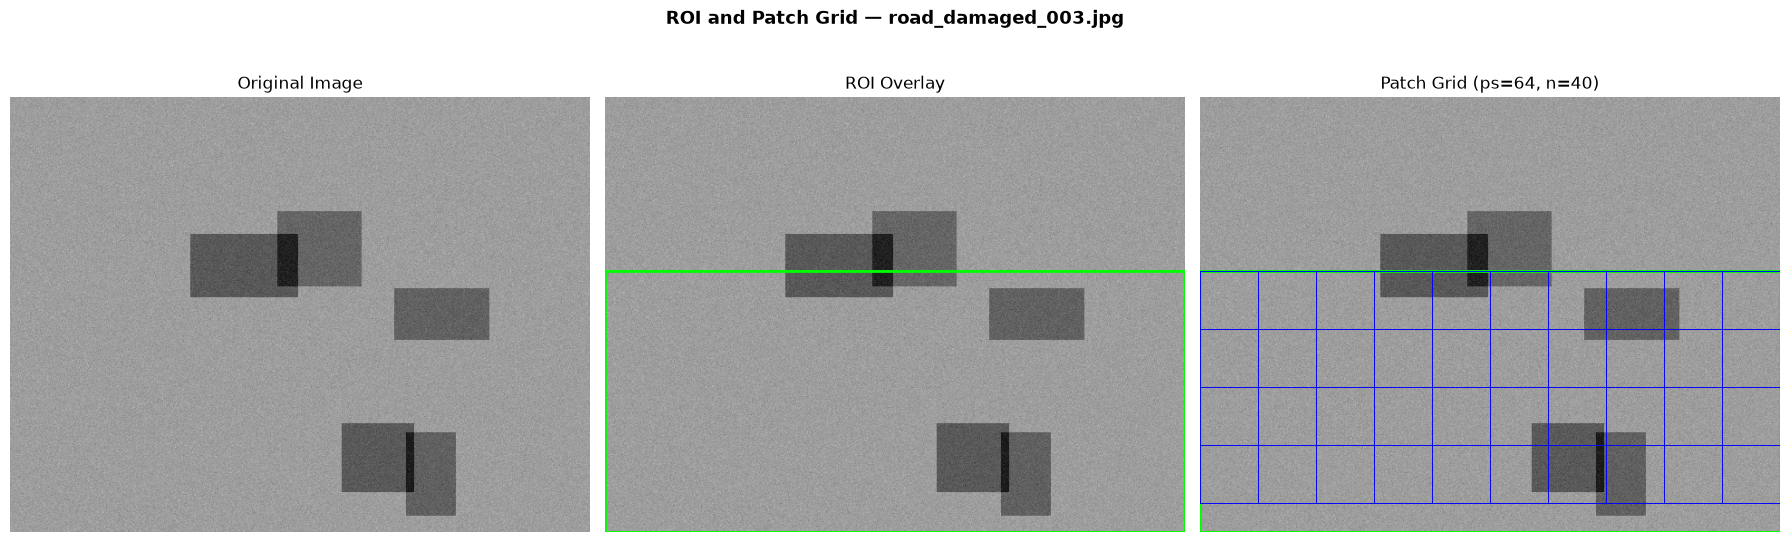 ROI and Patch Grid — road_damaged_003.jpg
Original Image
ROI Overlay
Patch Grid (ps=64, n=40)